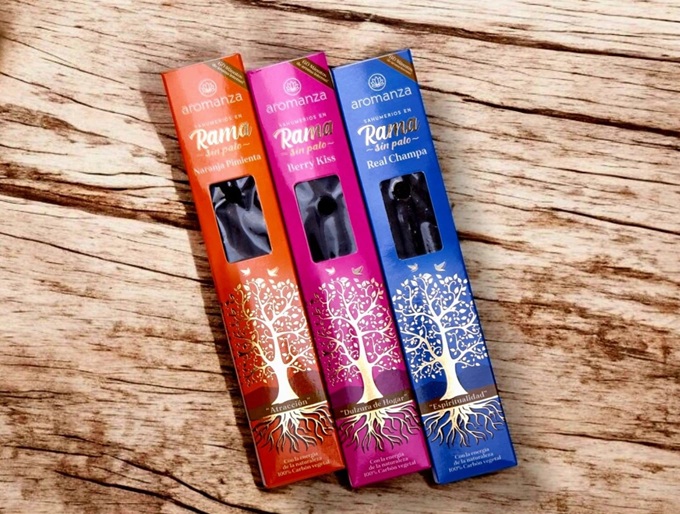 aromanza
SAHUMERIOS EN
Rama
sin palo
Naranja Pimienta
"Atracción"
Con la energía
de la naturaleza
100% Carbón vegetal
aromanza
SAHUMERIOS EN
Rama
sin palo
Berry Kiss
"Dulzura de Hogar"
Con la energía
de la naturaleza
100% Carbón vegetal
aromanza
SAHUMERIOS EN
Rama
sin palo
Real Champa
"Espiritualidad"
Con la energía
de la naturaleza
100% Carbón vegetal